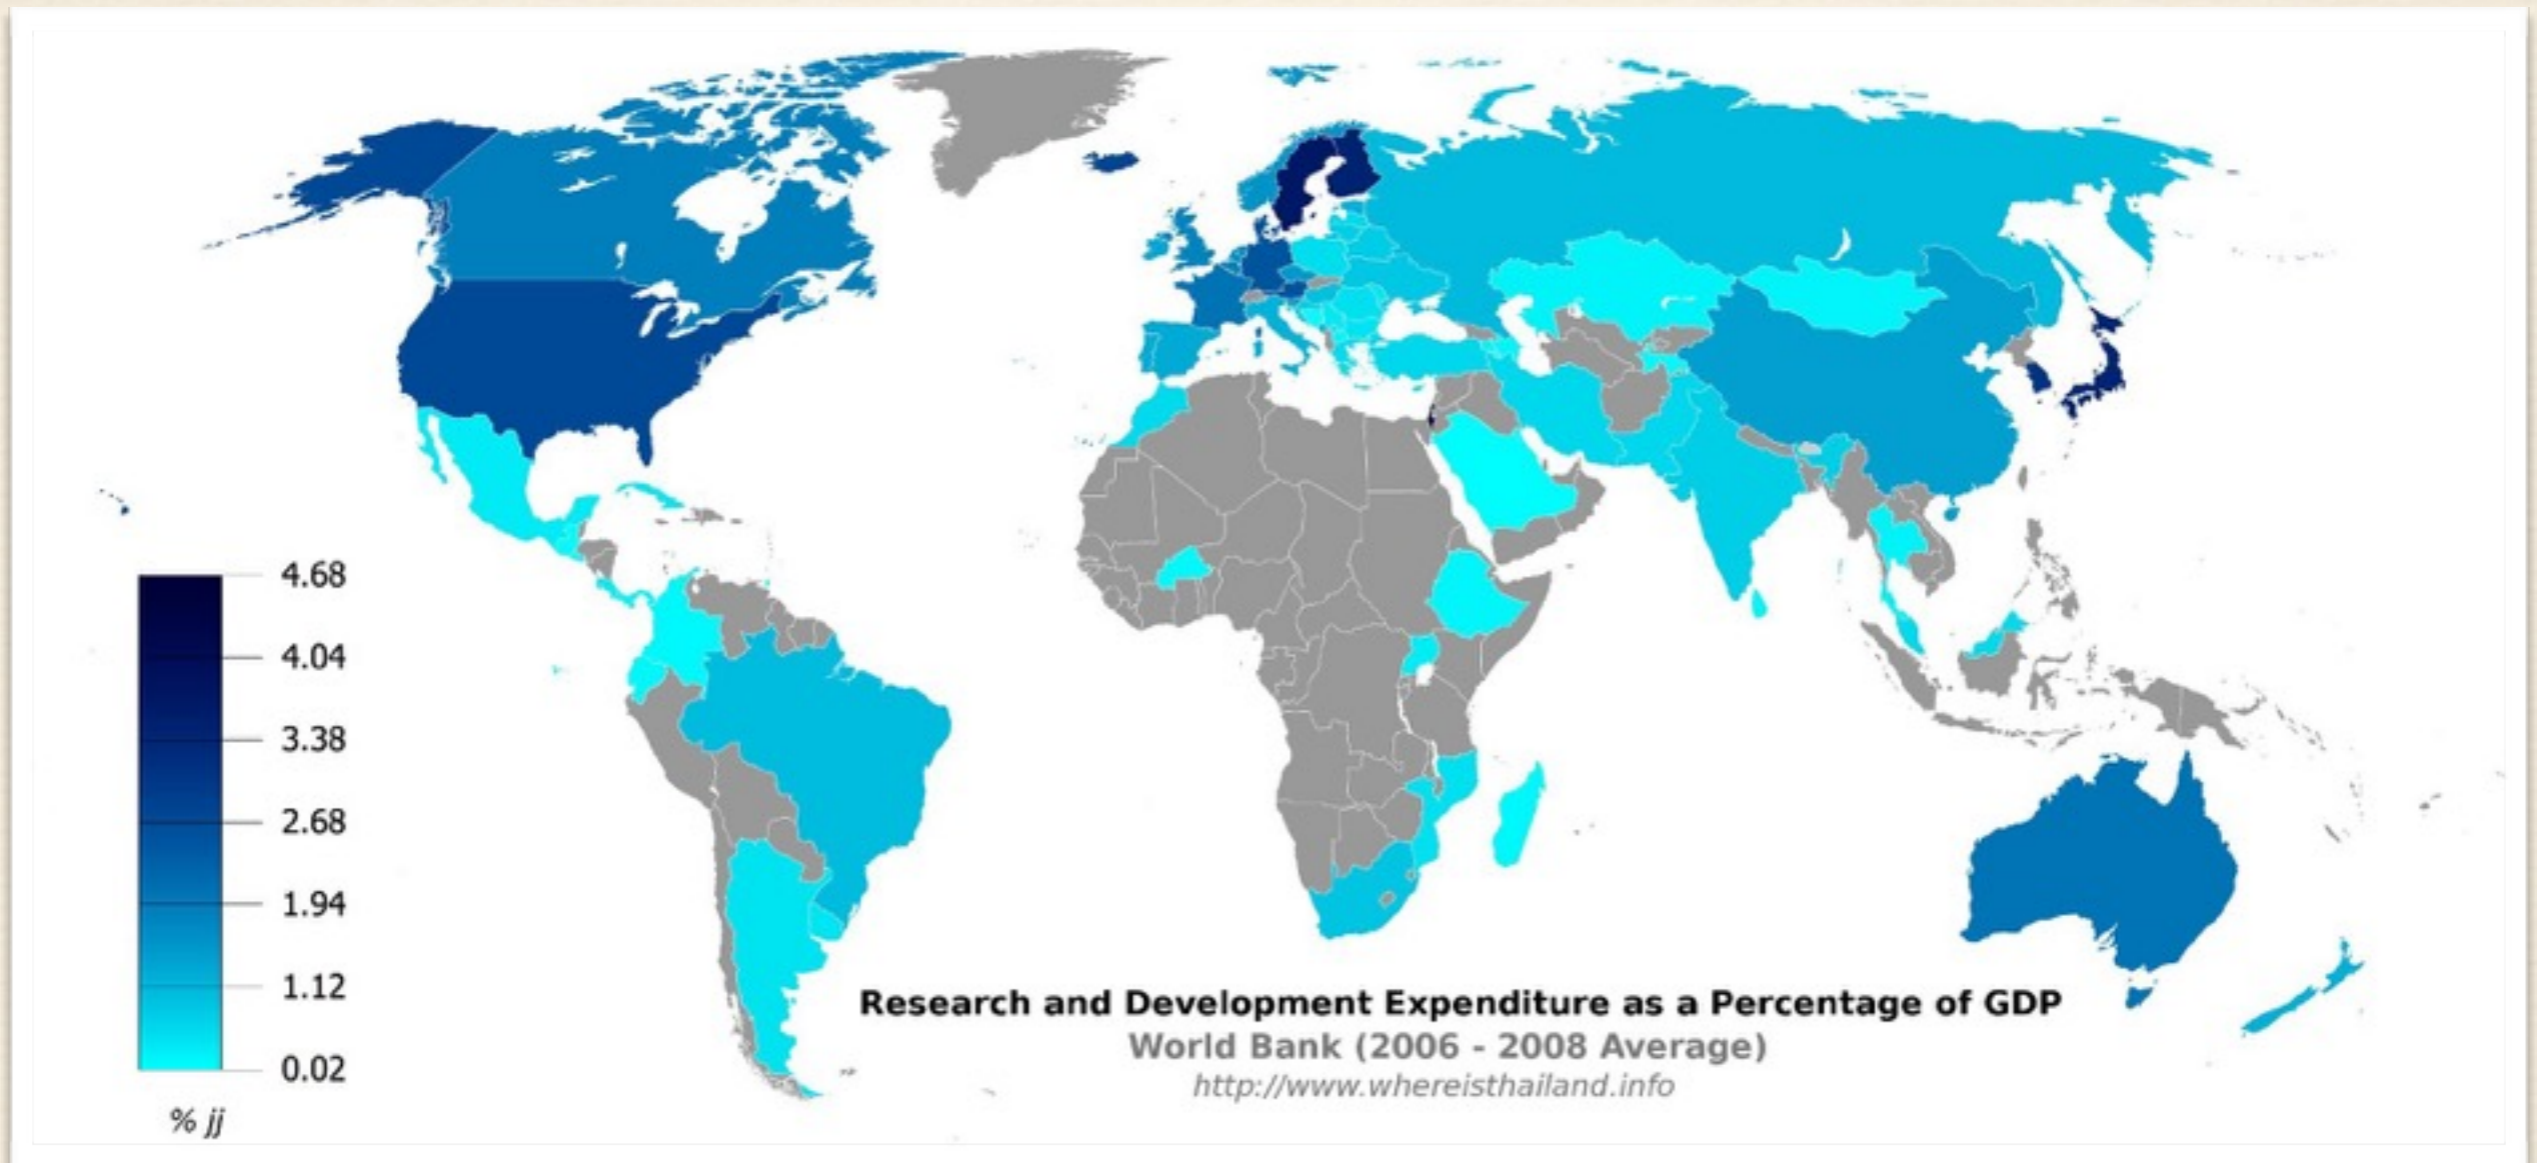 4.68
4.04
3.38
2.68
1.94
1.12
0.02
% jj
Research and Development Expenditure as a Percentage of GDP
World Bank (2006 - 2008 Average)
http://www.whereisthailand.info